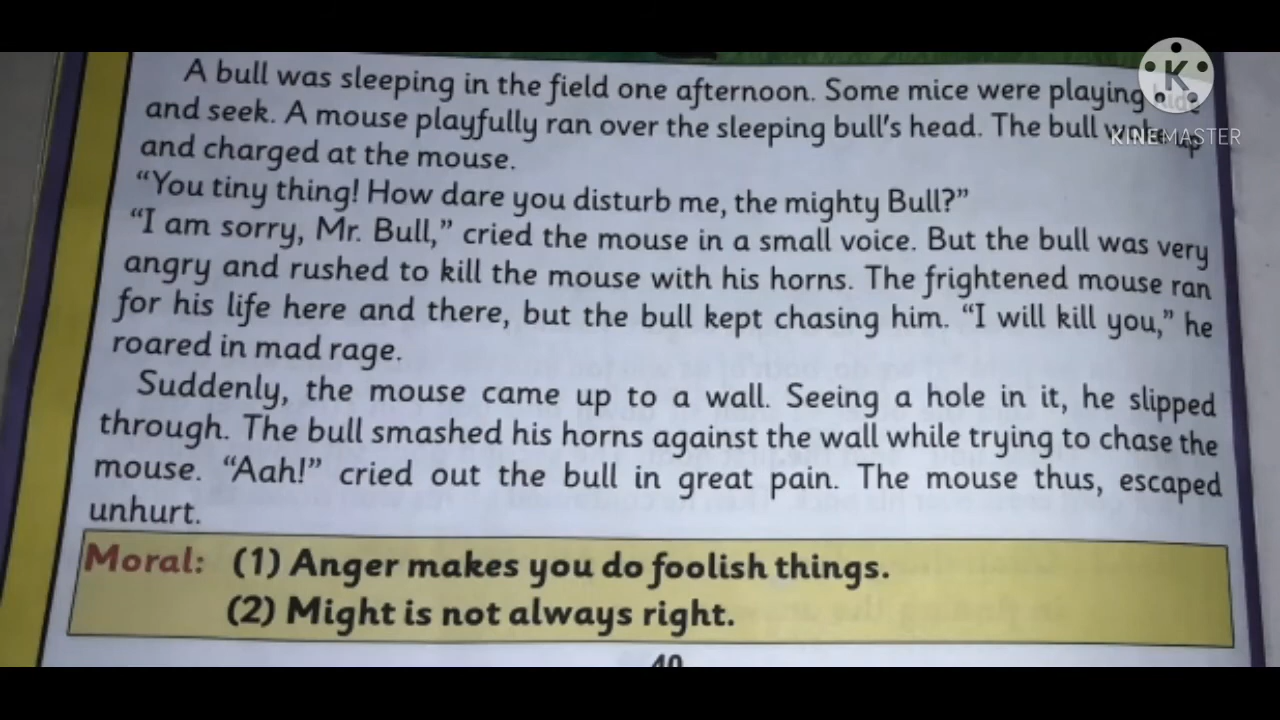 A bull was sleeping in the field one afternoon. Some mice were playing hide
and seek. A mouse playfully ran over the sleeping bull's head. The bull woke up
and charged at the mouse.
“You tiny thing! How dare you disturb me, the mighty Bull?”
“I am sorry, Mr. Bull,” cried the mouse in a small voice. But the bull was very
angry and rushed to kill the mouse with his horns. The frightened mouse ran
for his life here and there, but the bull kept chasing him. “I will kill you,” he
roared in mad rage.
Suddenly, the mouse came up to a wall. Seeing a hole in it, he slipped
through. The bull smashed his horns against the wall while trying to chase the
mouse. “Aah!” cried out the bull in great pain. The mouse thus, escaped
unhurt.
Moral: (1) Anger makes you do foolish things.
(2) Might is not always right.
40
K
KINEMASTER